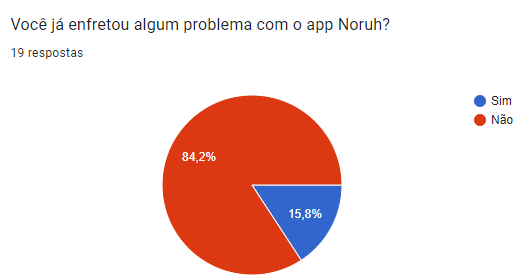 Você já enfretou algum problema com o app Noruh?
19 respostas
Sim
Não
84,2%
15,8%